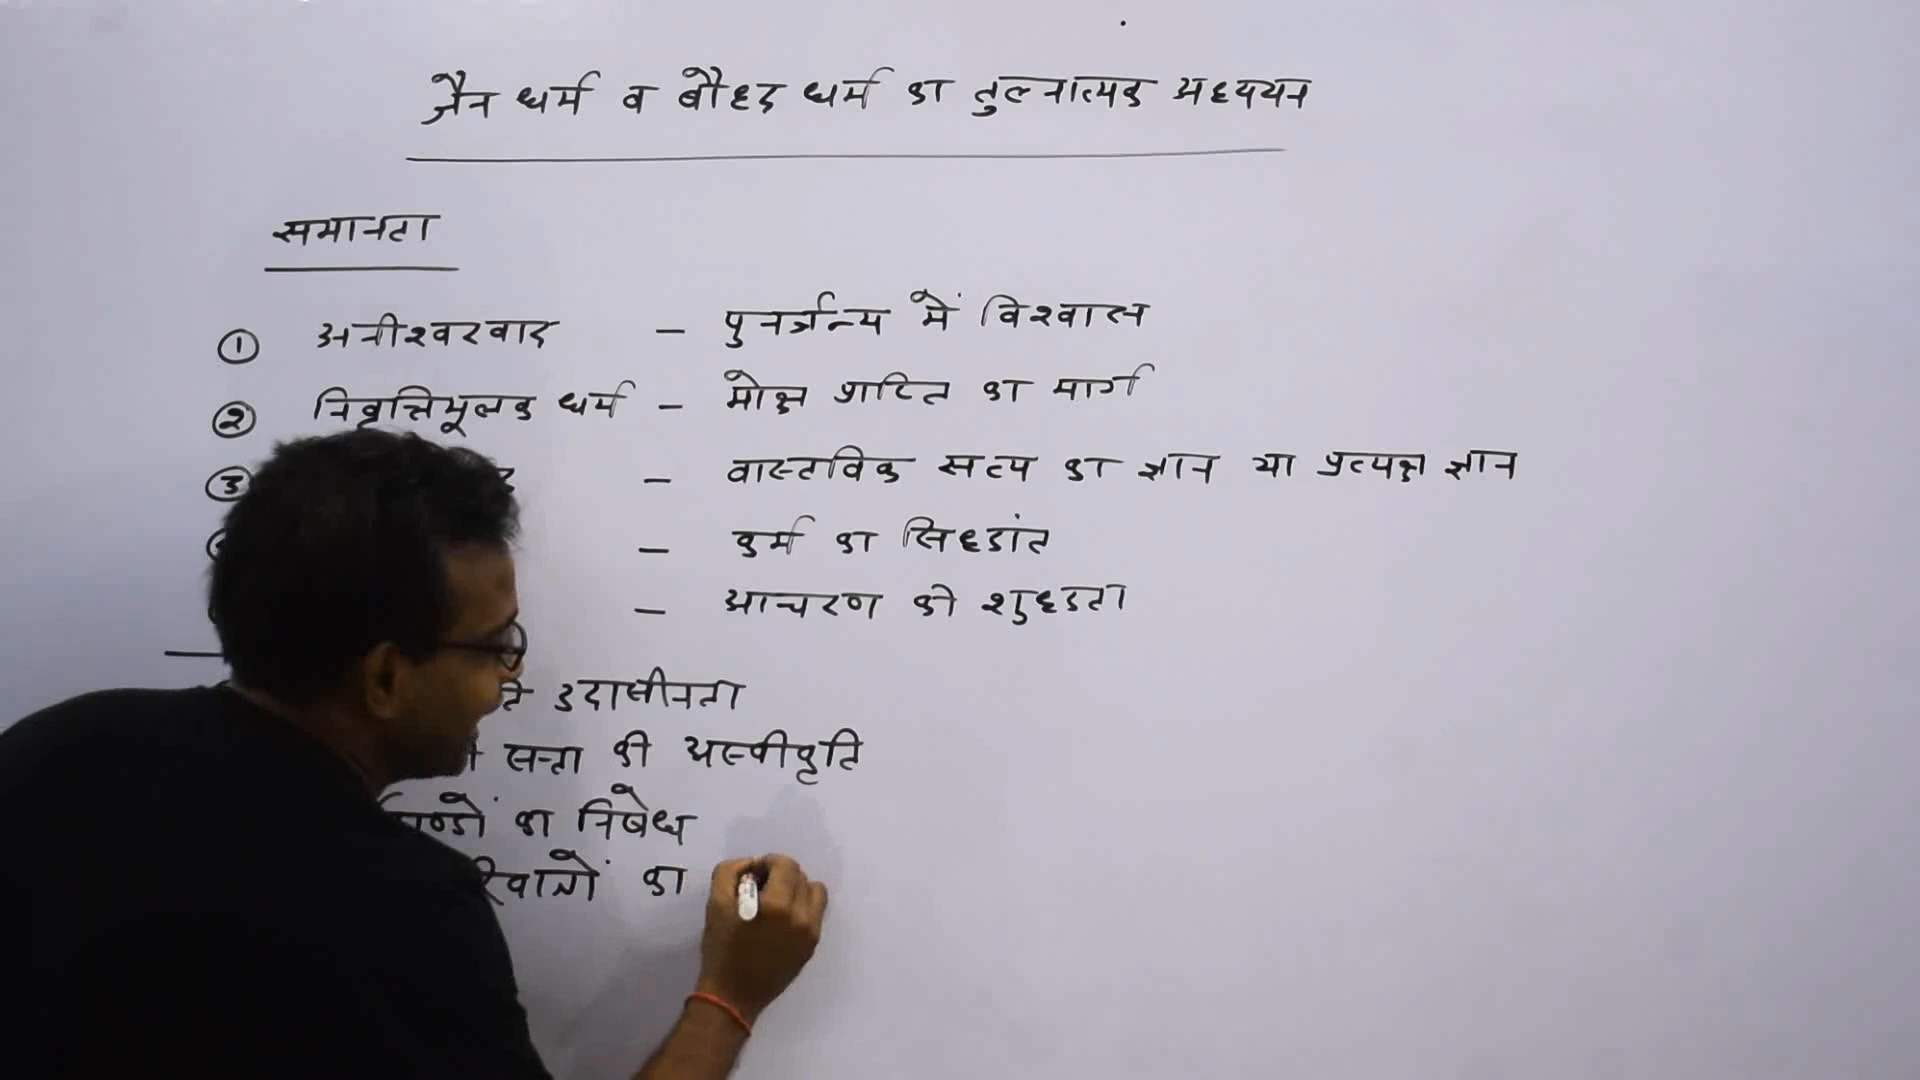 जैन धर्म व बौद्ध धर्म का तुलनात्मक अध्ययन
समानता
① अनीश्वरवाद – पुनर्जन्म में विश्वास
② निवृत्तिमूलक धर्म – मोक्ष प्राप्ति का मार्ग
③ – वास्तविक सत्य का ज्ञान या प्रत्यक्ष ज्ञान
– कर्म का सिद्धांत
– आचरण की शुद्धता
उदासीनता
सत्ता की अस्वीकृति
का निषेध
का